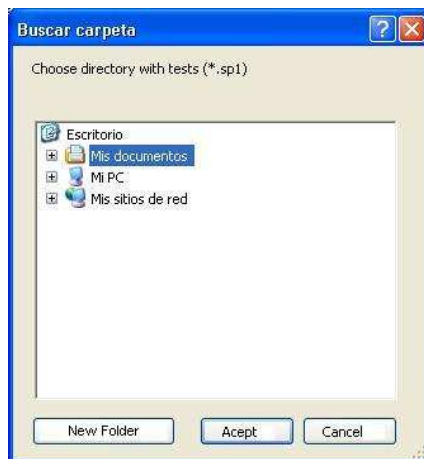 Buscar carpeta
Choose directory with tests (*.sp1)
Escritorio
Mis documentos
Mi PC
Mis sitios de red
New Folder
Acept
Cancel